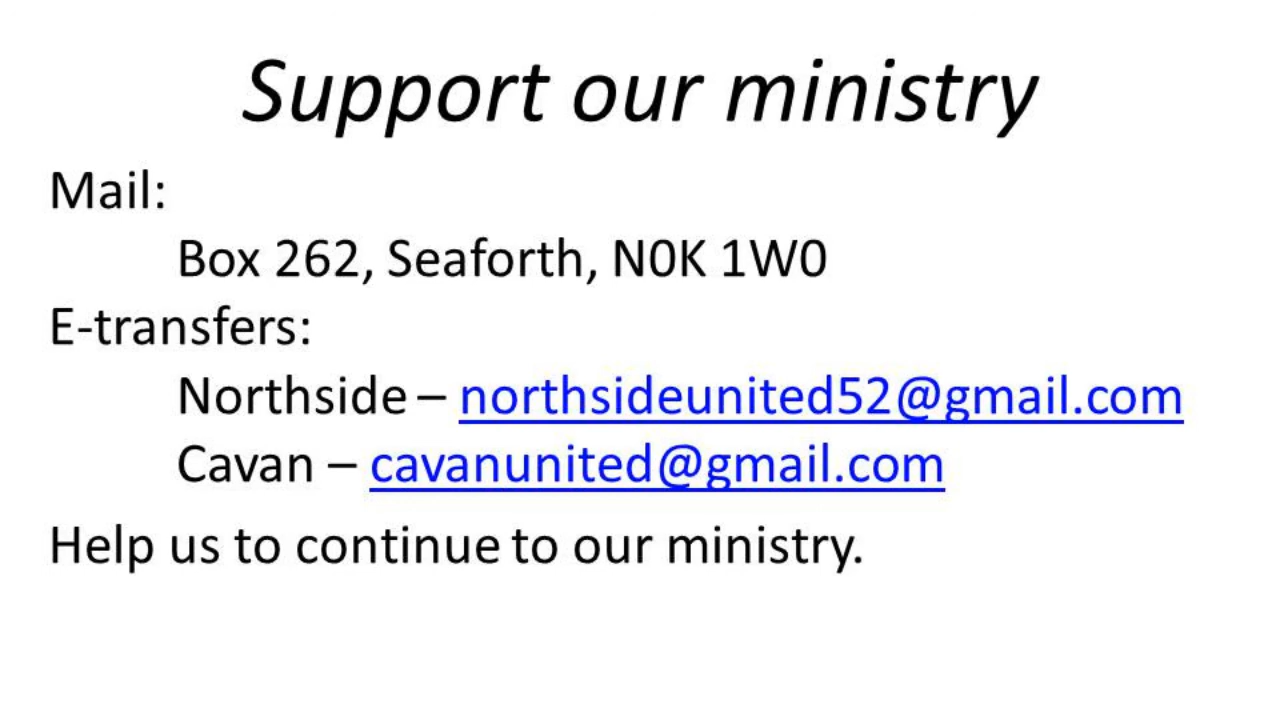 Support our ministry
Mail:
Box 262, Seaforth, N0K 1W0
E-transfers:
Northside – northsideunited52@gmail.com
Cavan – cavanunited@gmail.com
Help us to continue to our ministry.